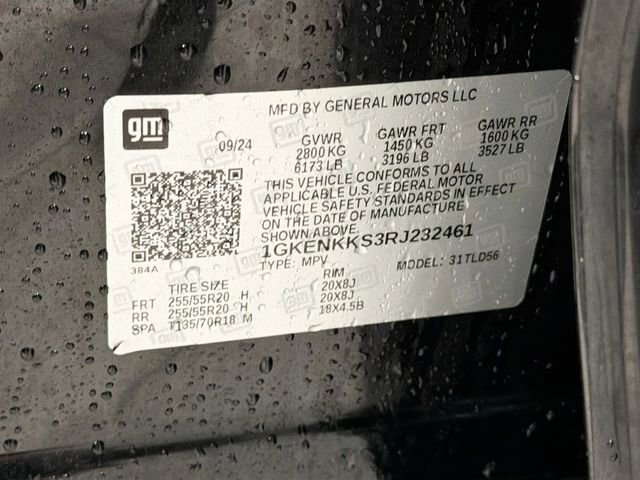 MFD BY GENERAL MOTORS LLC
gm
09/24
GVWR GAWR FRT GAWR RR
2800 KG 1450 KG 1600 KG
6173 LB 3196 LB 3527 LB
THIS VEHICLE CONFORMS TO ALL
APPLICABLE U.S. FEDERAL MOTOR
VEHICLE SAFETY STANDARDS IN EFFECT
ON THE DATE OF MANUFACTURE
SHOWN ABOVE.
1GKENKKS3RJ232461
384A
TYPE: MPV MODEL: 31TLD56
TIRE SIZE RIM
FRT 255/55R20 H 20X8J
RR 255/55R20 H 20X8J
SPA T135/70R18 M 18X4.5B